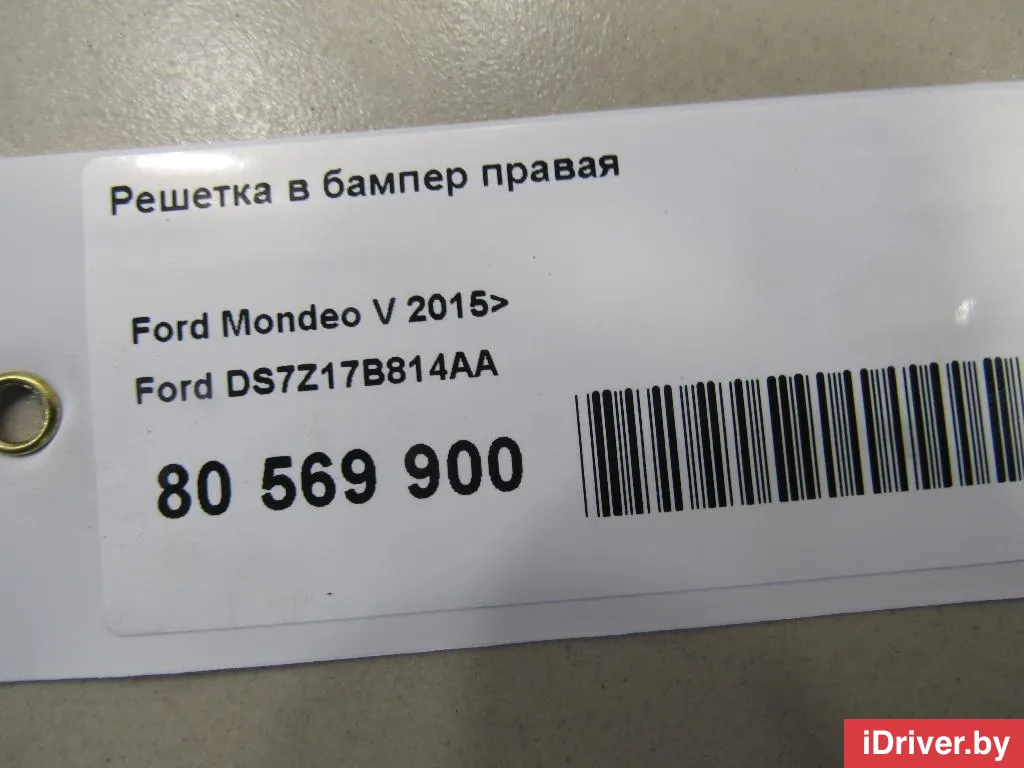 Решетка в бампер правая
Ford Mondeo V 2015>
Ford DS7Z17B814AA
80 569 900
iDriver.by